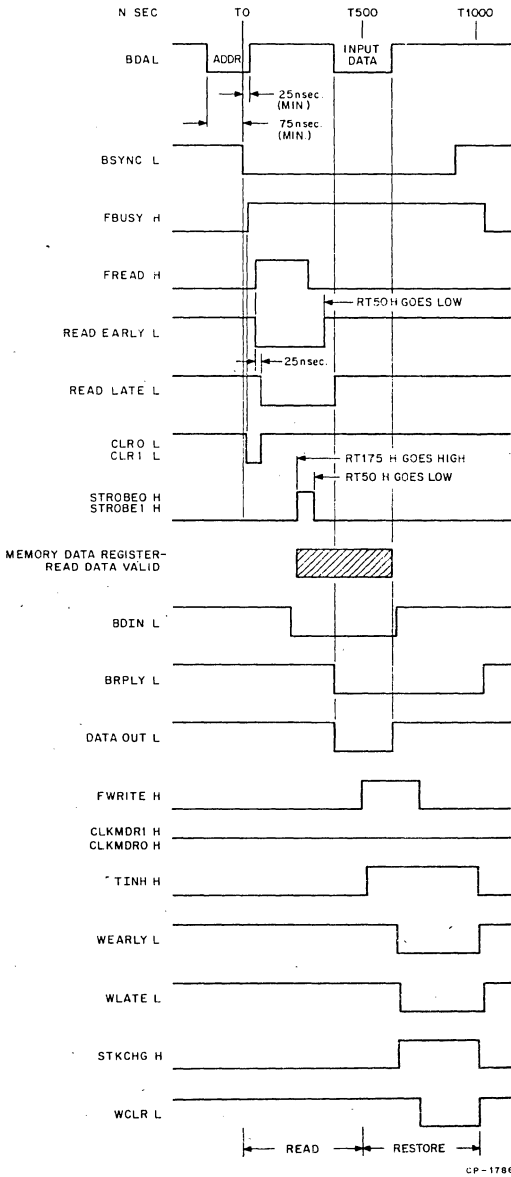 N SEC T0 T500 T1000
BDAL ADDR INPUT DATA
25nsec. (MIN)
75nsec. (MIN.)
BSYNC L
FBUSY H
FREAD H
RT50 H GOES LOW
READ EARLY L
25nsec.
READ LATE L
CLR0 L
CLR1 L
RT175 H GOES HIGH
RT50 H GOES LOW
STROBE0 H
STROBE1 H
MEMORY DATA REGISTER-
READ DATA VALID
BDIN L
BRPLY L
DATA OUT L
FWRITE H
CLKMDR1 H
CLKMDR0 H
TINH H
WEARLY L
WLATE L
STKCHG H
WCLR L
READ RESTORE
CP-1786